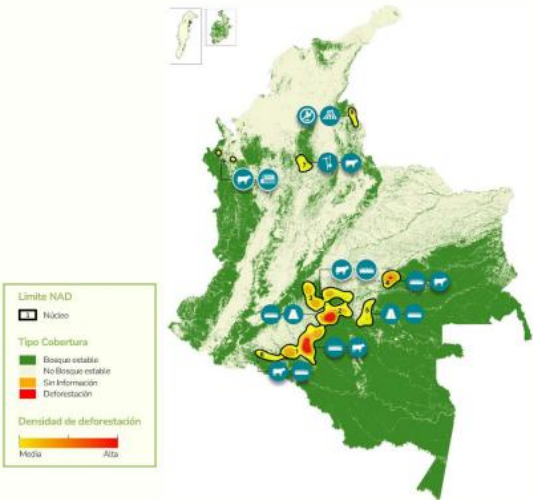 Límite NAD
Núcleo
Tipo Cobertura
Bosque estable
No Bosque estable
Sin Información
Deforestación
Densidad de deforestación
Media Alta